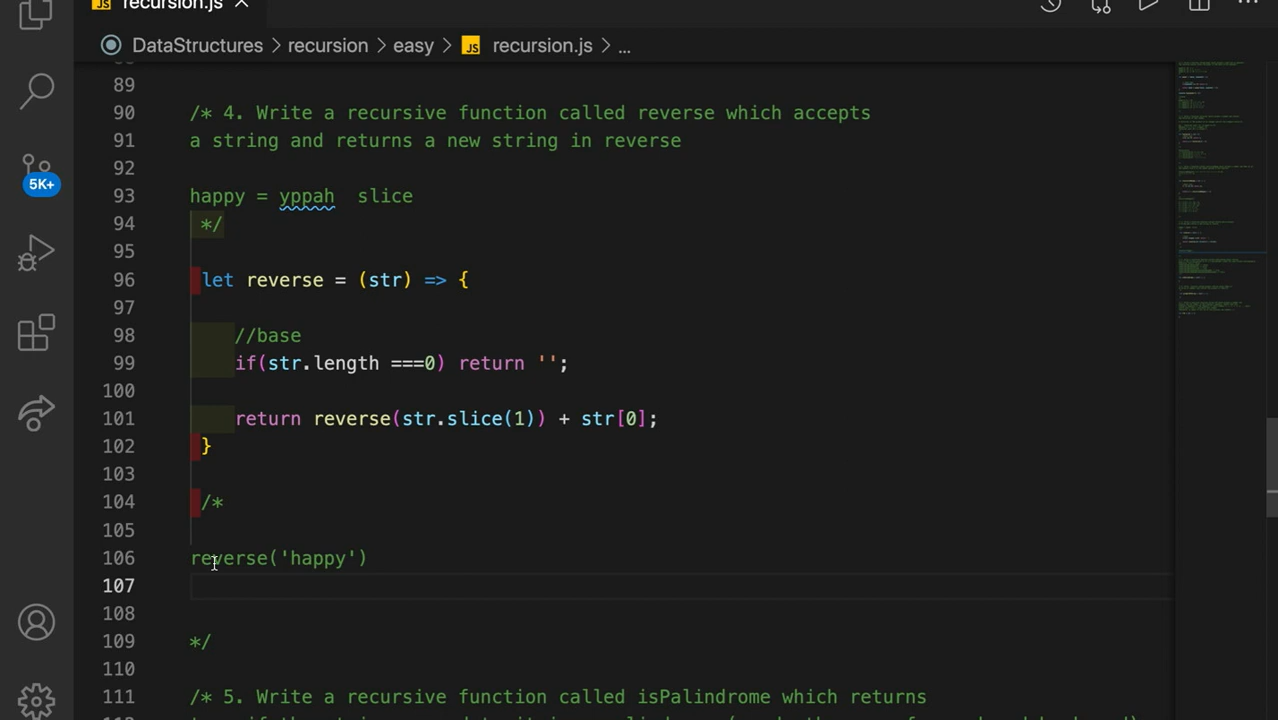 JS recursion.js
DataStructures > recursion > easy > JS recursion.js > ...
89
90 /* 4. Write a recursive function called reverse which accepts
91 a string and returns a new string in reverse
92
93 happy = yppah  slice
94 */
95
96 let reverse = (str) => {
97
98 //base
99 if(str.length ===0) return '';
100
101 return reverse(str.slice(1)) + str[0];
102 }
103
104 /*
105
106 reverse('happy')
107
108
109 */
110
111 /* 5. Write a recursive function called isPalindrome which returns
5K+